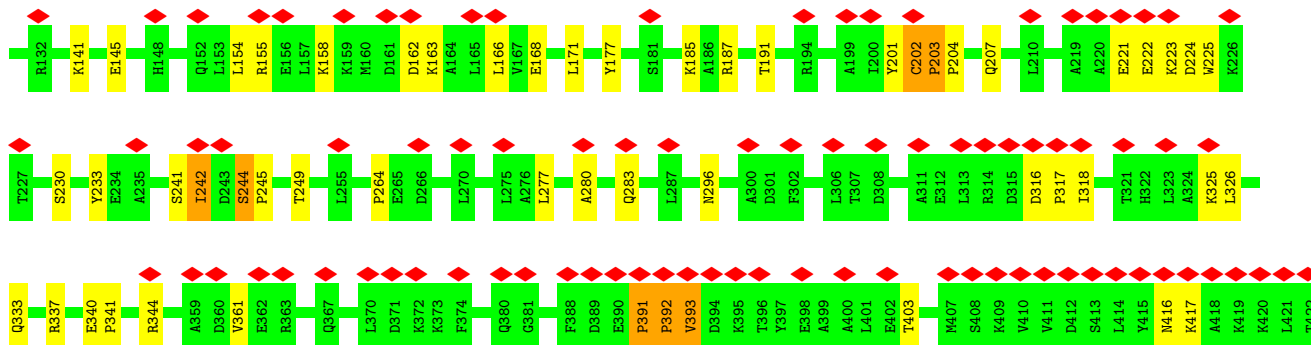 R132 K141 E145 H148 Q152 L153 L154 R155 E156 L157 K158 K159 M160 D161 D162 K163 A164 L165 L166 V167 E168 L171 Y177 S181 K185 A186 R187 T191 R194 A199 I200 Y201 C202 P203 P204 Q207 L210 A219 A220 E221 E222 K223 D224 W225 K226
T227 S230 Y233 E234 A235 S241 I242 D243 S244 P245 T249 L255 P264 E265 D266 L270 L275 A276 L277 A280 Q283 L287 N296 A300 D301 F302 L306 T307 D308 A311 E312 L313 R314 D315 D316 P317 I318 T321 H322 L323 A324 K325 L326
Q333 R337 E340 P341 R344 A359 D360 V361 E362 R363 Q367 L370 D371 K372 K373 F374 Q380 G381 F388 D389 E390 P391 P392 V393 D394 K395 T396 Y397 E398 A399 A400 L401 E402 T403 M407 S408 K409 V410 V411 D412 S413 L414 Y415 N416 K417 A418 K419 K420 L421